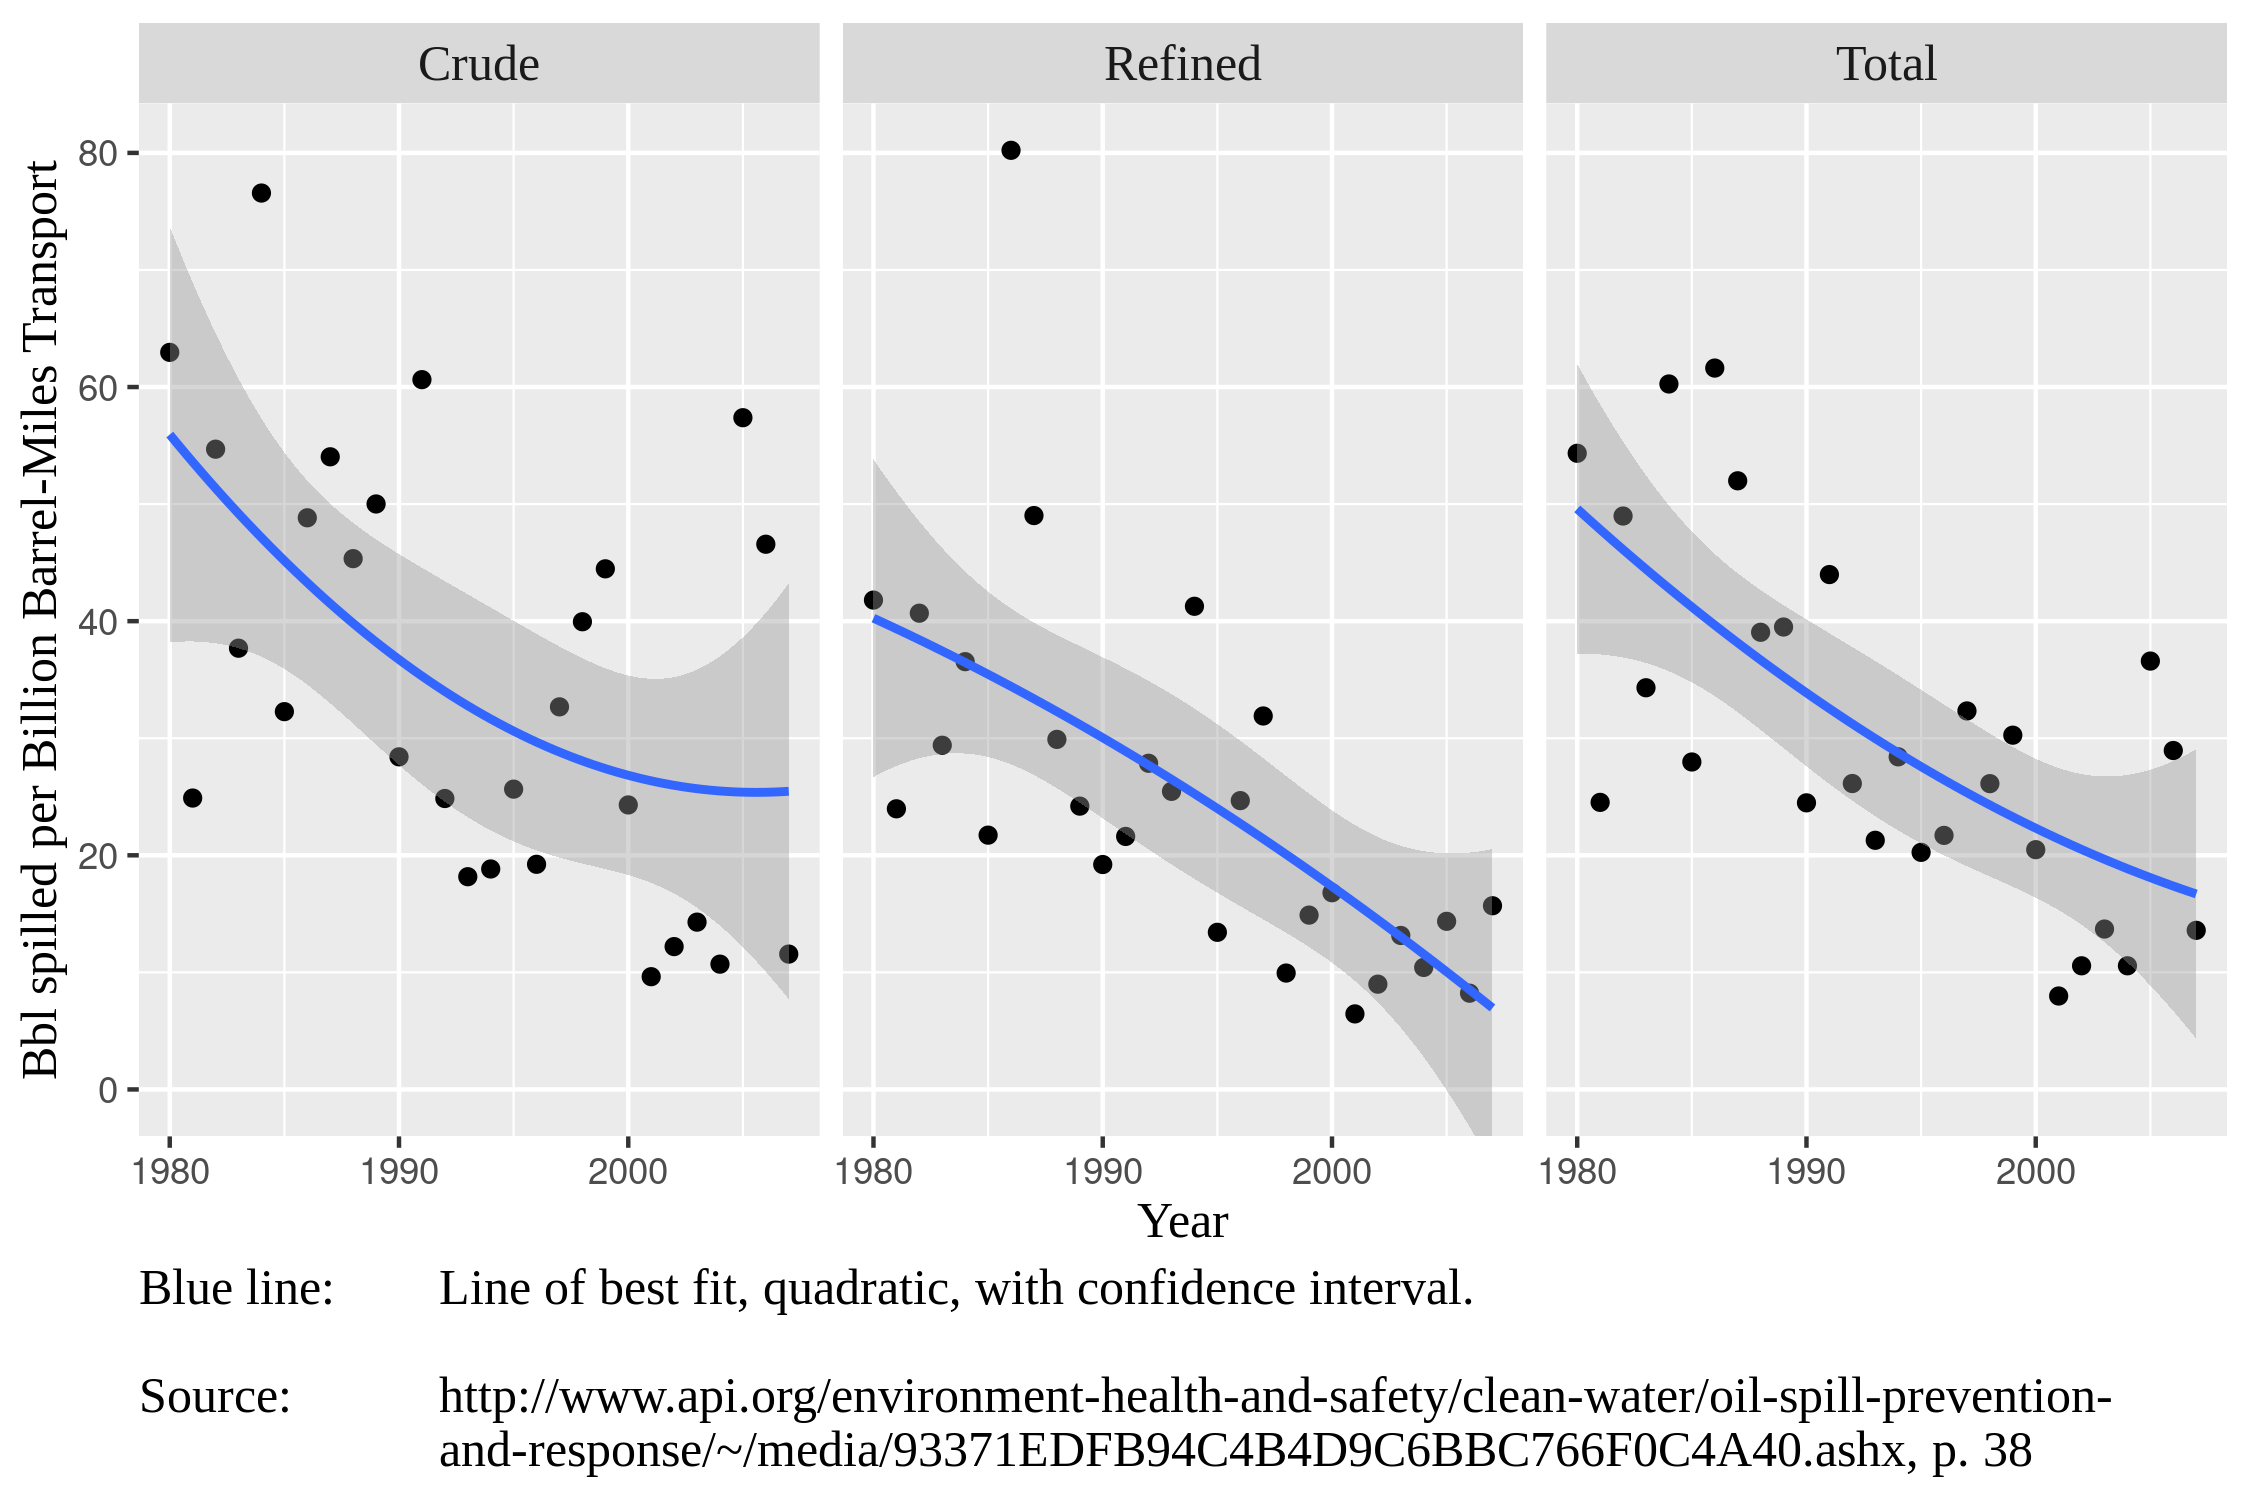 Crude Refined Total
Bbl spilled per Billion Barrel-Miles Transport
80
60
40
20
0
1980 1990 2000 1980 1990 2000 1980 1990 2000
Year
Blue line: Line of best fit, quadratic, with confidence interval.
Source: http://www.api.org/environment-health-and-safety/clean-water/oil-spill-prevention-
and-response/~/media/93371EDFB94C4B4D9C6BBC766F0C4A40.ashx, p. 38